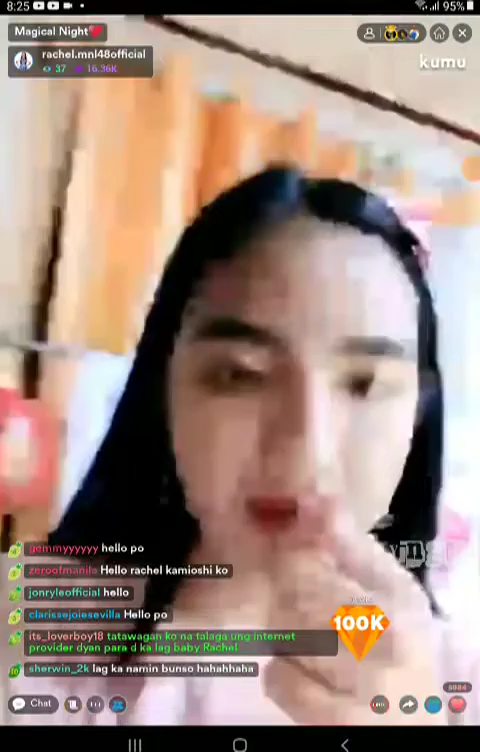 8:25
95%
Magical Night
rachel.mnl48official
37 16.36K
kumu
gemmyyyyyy hello po
zeroofmanila Hello rachel kamioshi ko
jonryleofficial hello
clarissejoiesevilla Hello po
its_loverboy18 tatawagan ko na talaga ung internet
provider dyan para d ka lag baby Rachel
sherwin_2k lag ka namin bunso hahahhaha
100K
Chat